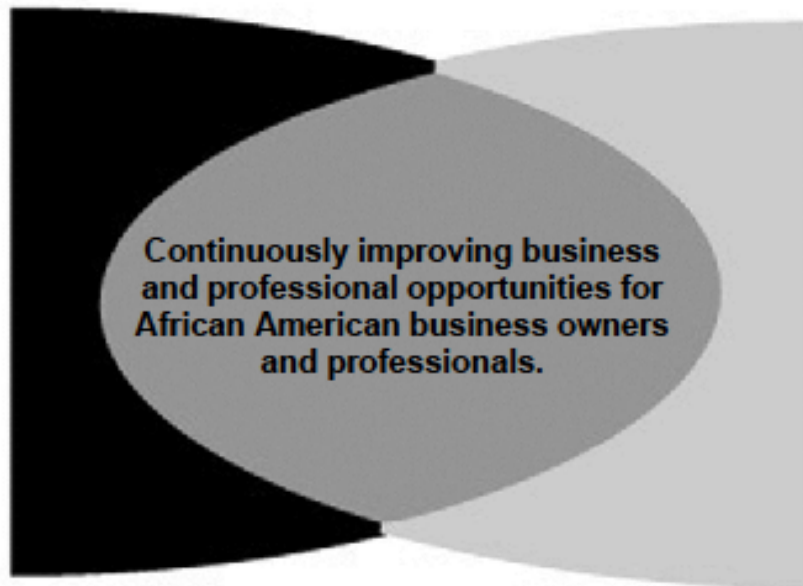 Continuously improving business
and professional opportunities for
African American business owners
and professionals.